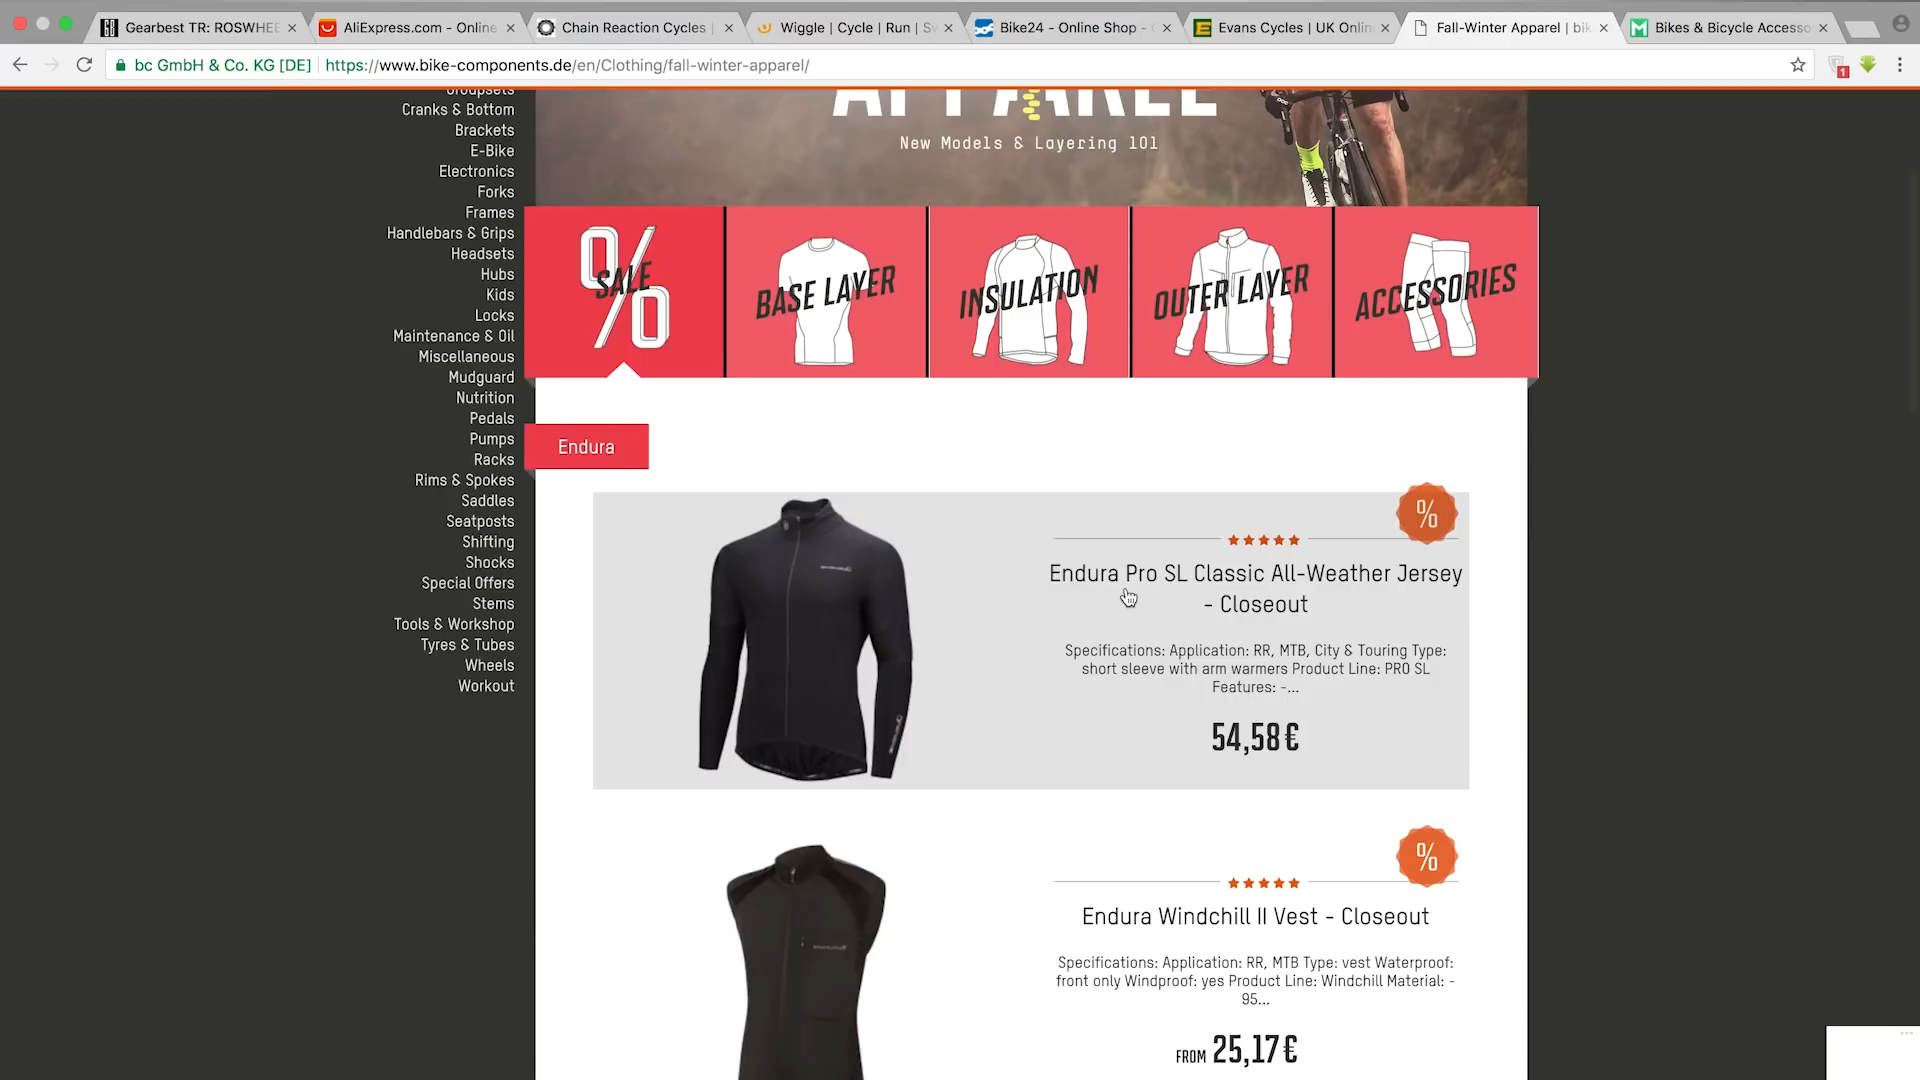 Gearbest TR: ROSWHEE
AliExpress.com - Online
Chain Reaction Cycles |
Wiggle | Cycle | Run | Sw
Bike24 - Online Shop -
Evans Cycles | UK Onlin
Fall-Winter Apparel | bik
Bikes & Bicycle Accesso
bc GmbH & Co. KG [DE]
https://www.bike-components.de/en/Clothing/fall-winter-apparel/
1
APPAREL
New Models & Layering 101
Groupsets
Cranks & Bottom
Brackets
E-Bike
Electronics
Forks
Frames
Handlebars & Grips
Headsets
Hubs
Kids
Locks
Maintenance & Oil
Miscellaneous
Mudguard
Nutrition
Pedals
Pumps
Racks
Rims & Spokes
Saddles
Seatposts
Shifting
Shocks
Special Offers
Stems
Tools & Workshop
Tyres & Tubes
Wheels
Workout
%
SALE
BASE LAYER
INSULATION
OUTER LAYER
ACCESSORIES
Endura
%
Endura Pro SL Classic All-Weather Jersey
- Closeout
Specifications: Application: RR, MTB, City & Touring Type:
short sleeve with arm warmers Product Line: PRO SL
Features: -...
54,58€
%
Endura Windchill II Vest - Closeout
Specifications: Application: RR, MTB Type: vest Waterproof:
front only Windproof: yes Product Line: Windchill Material: -
95...
FROM 25,17€